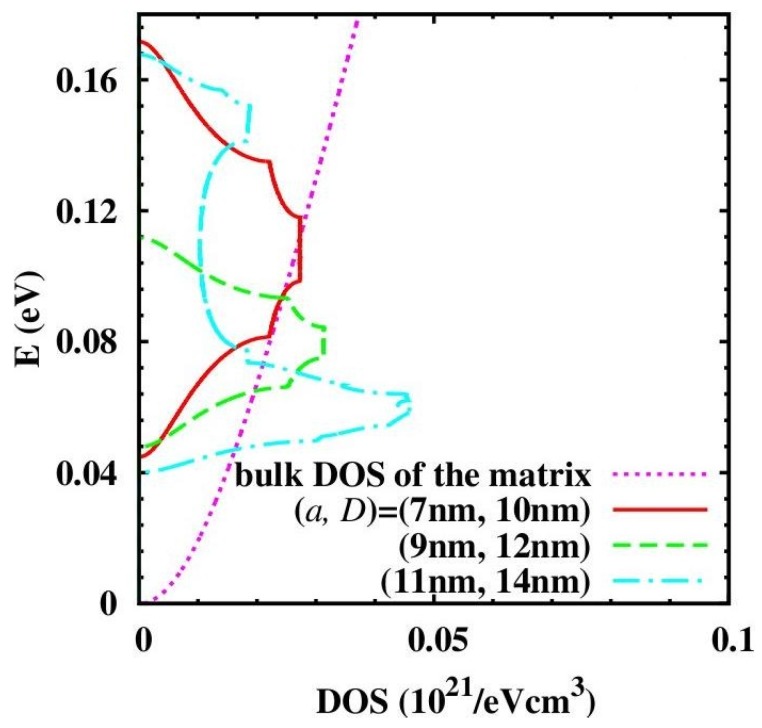 0.16
0.12
0.08
0.04
0
E (eV)
bulk DOS of the matrix
(a, D)=(7nm, 10nm)
(9nm, 12nm)
(11nm, 14nm)
0 0.05 0.1
DOS (10²¹/eVcm³)